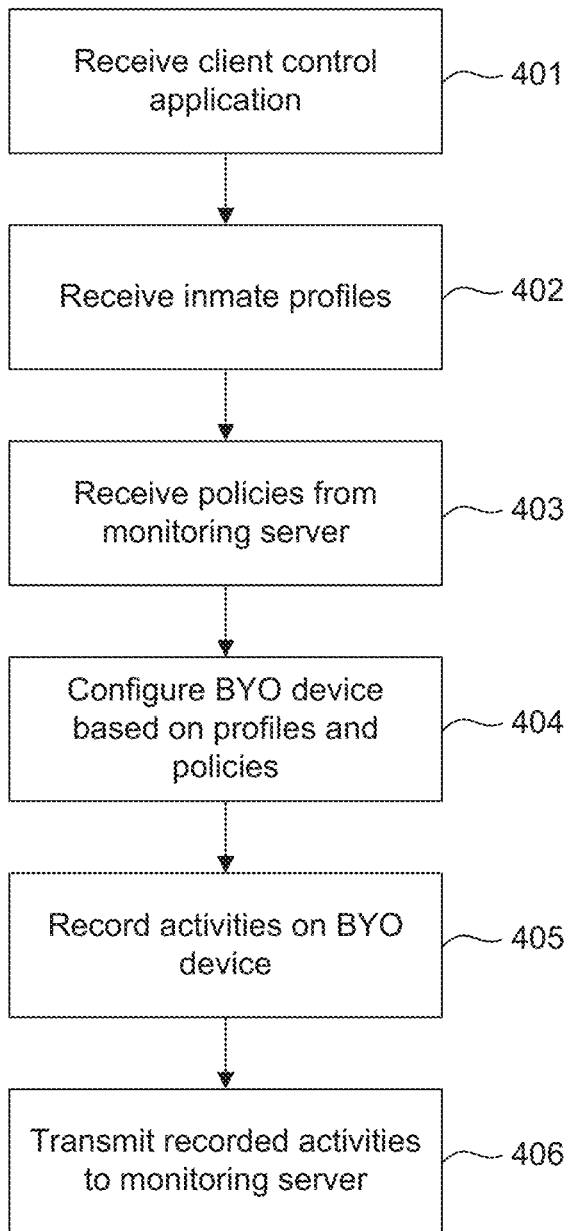 Receive client control
application
401
Receive inmate profiles
402
Receive policies from
monitoring server
403
Configure BYO device
based on profiles and
policies
404
Record activities on BYO
device
405
Transmit recorded activities
to monitoring server
406